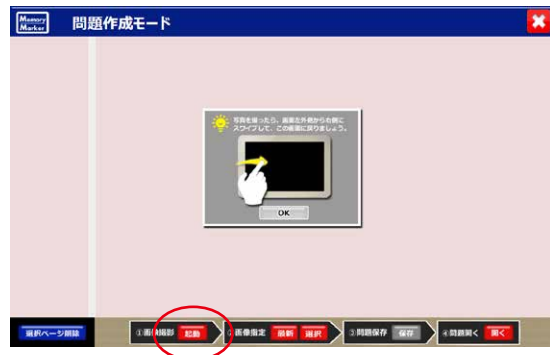 Memory
Marker
問題作成モード
写真を撮ったら、画面左外側から右側に
スワイプして、この画面に戻りましょう。
OK
選択ページ削除
①画像撮影 起動 ②画像指定 最新 選択 ③問題保存 保存 ④問題開く 開く